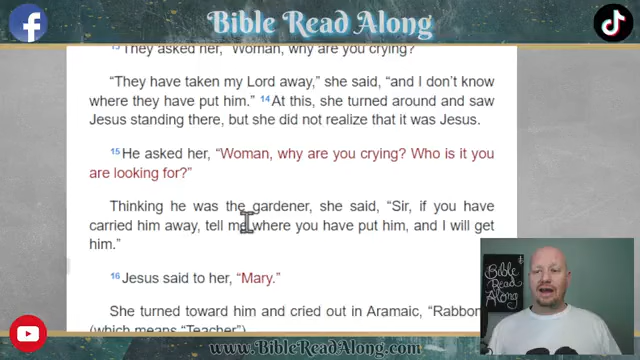 Bible Read Along
13 They asked her, “Woman, why are you crying?
“They have taken my Lord away,” she said, “and I don’t know
where they have put him.” 14 At this, she turned around and saw
Jesus standing there, but she did not realize that it was Jesus.
15 He asked her, “Woman, why are you crying? Who is it you
are looking for?”
Thinking he was the gardener, she said, “Sir, if you have
carried him away, tell me where you have put him, and I will get
him.”
16 Jesus said to her, “Mary.”
She turned toward him and cried out in Aramaic, “Rabbon
(which means “Teacher”)
Bible
Read
Along
www.BibleReadAlong.com